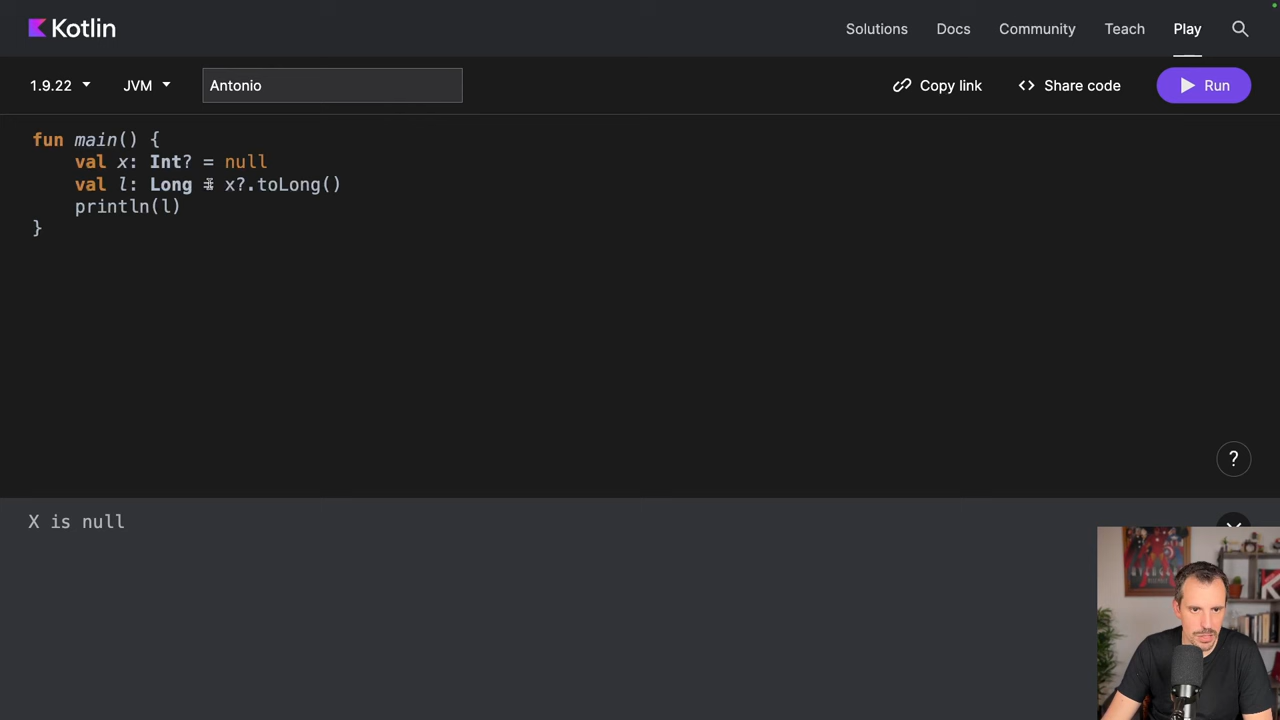 Kotlin
Solutions
Docs
Community
Teach
Play
1.9.22
JVM
Antonio
Copy link
Share code
Run
fun main() {
    val x: Int? = null
    val l: Long = x?.toLong()
    println(l)
}
?
X is null